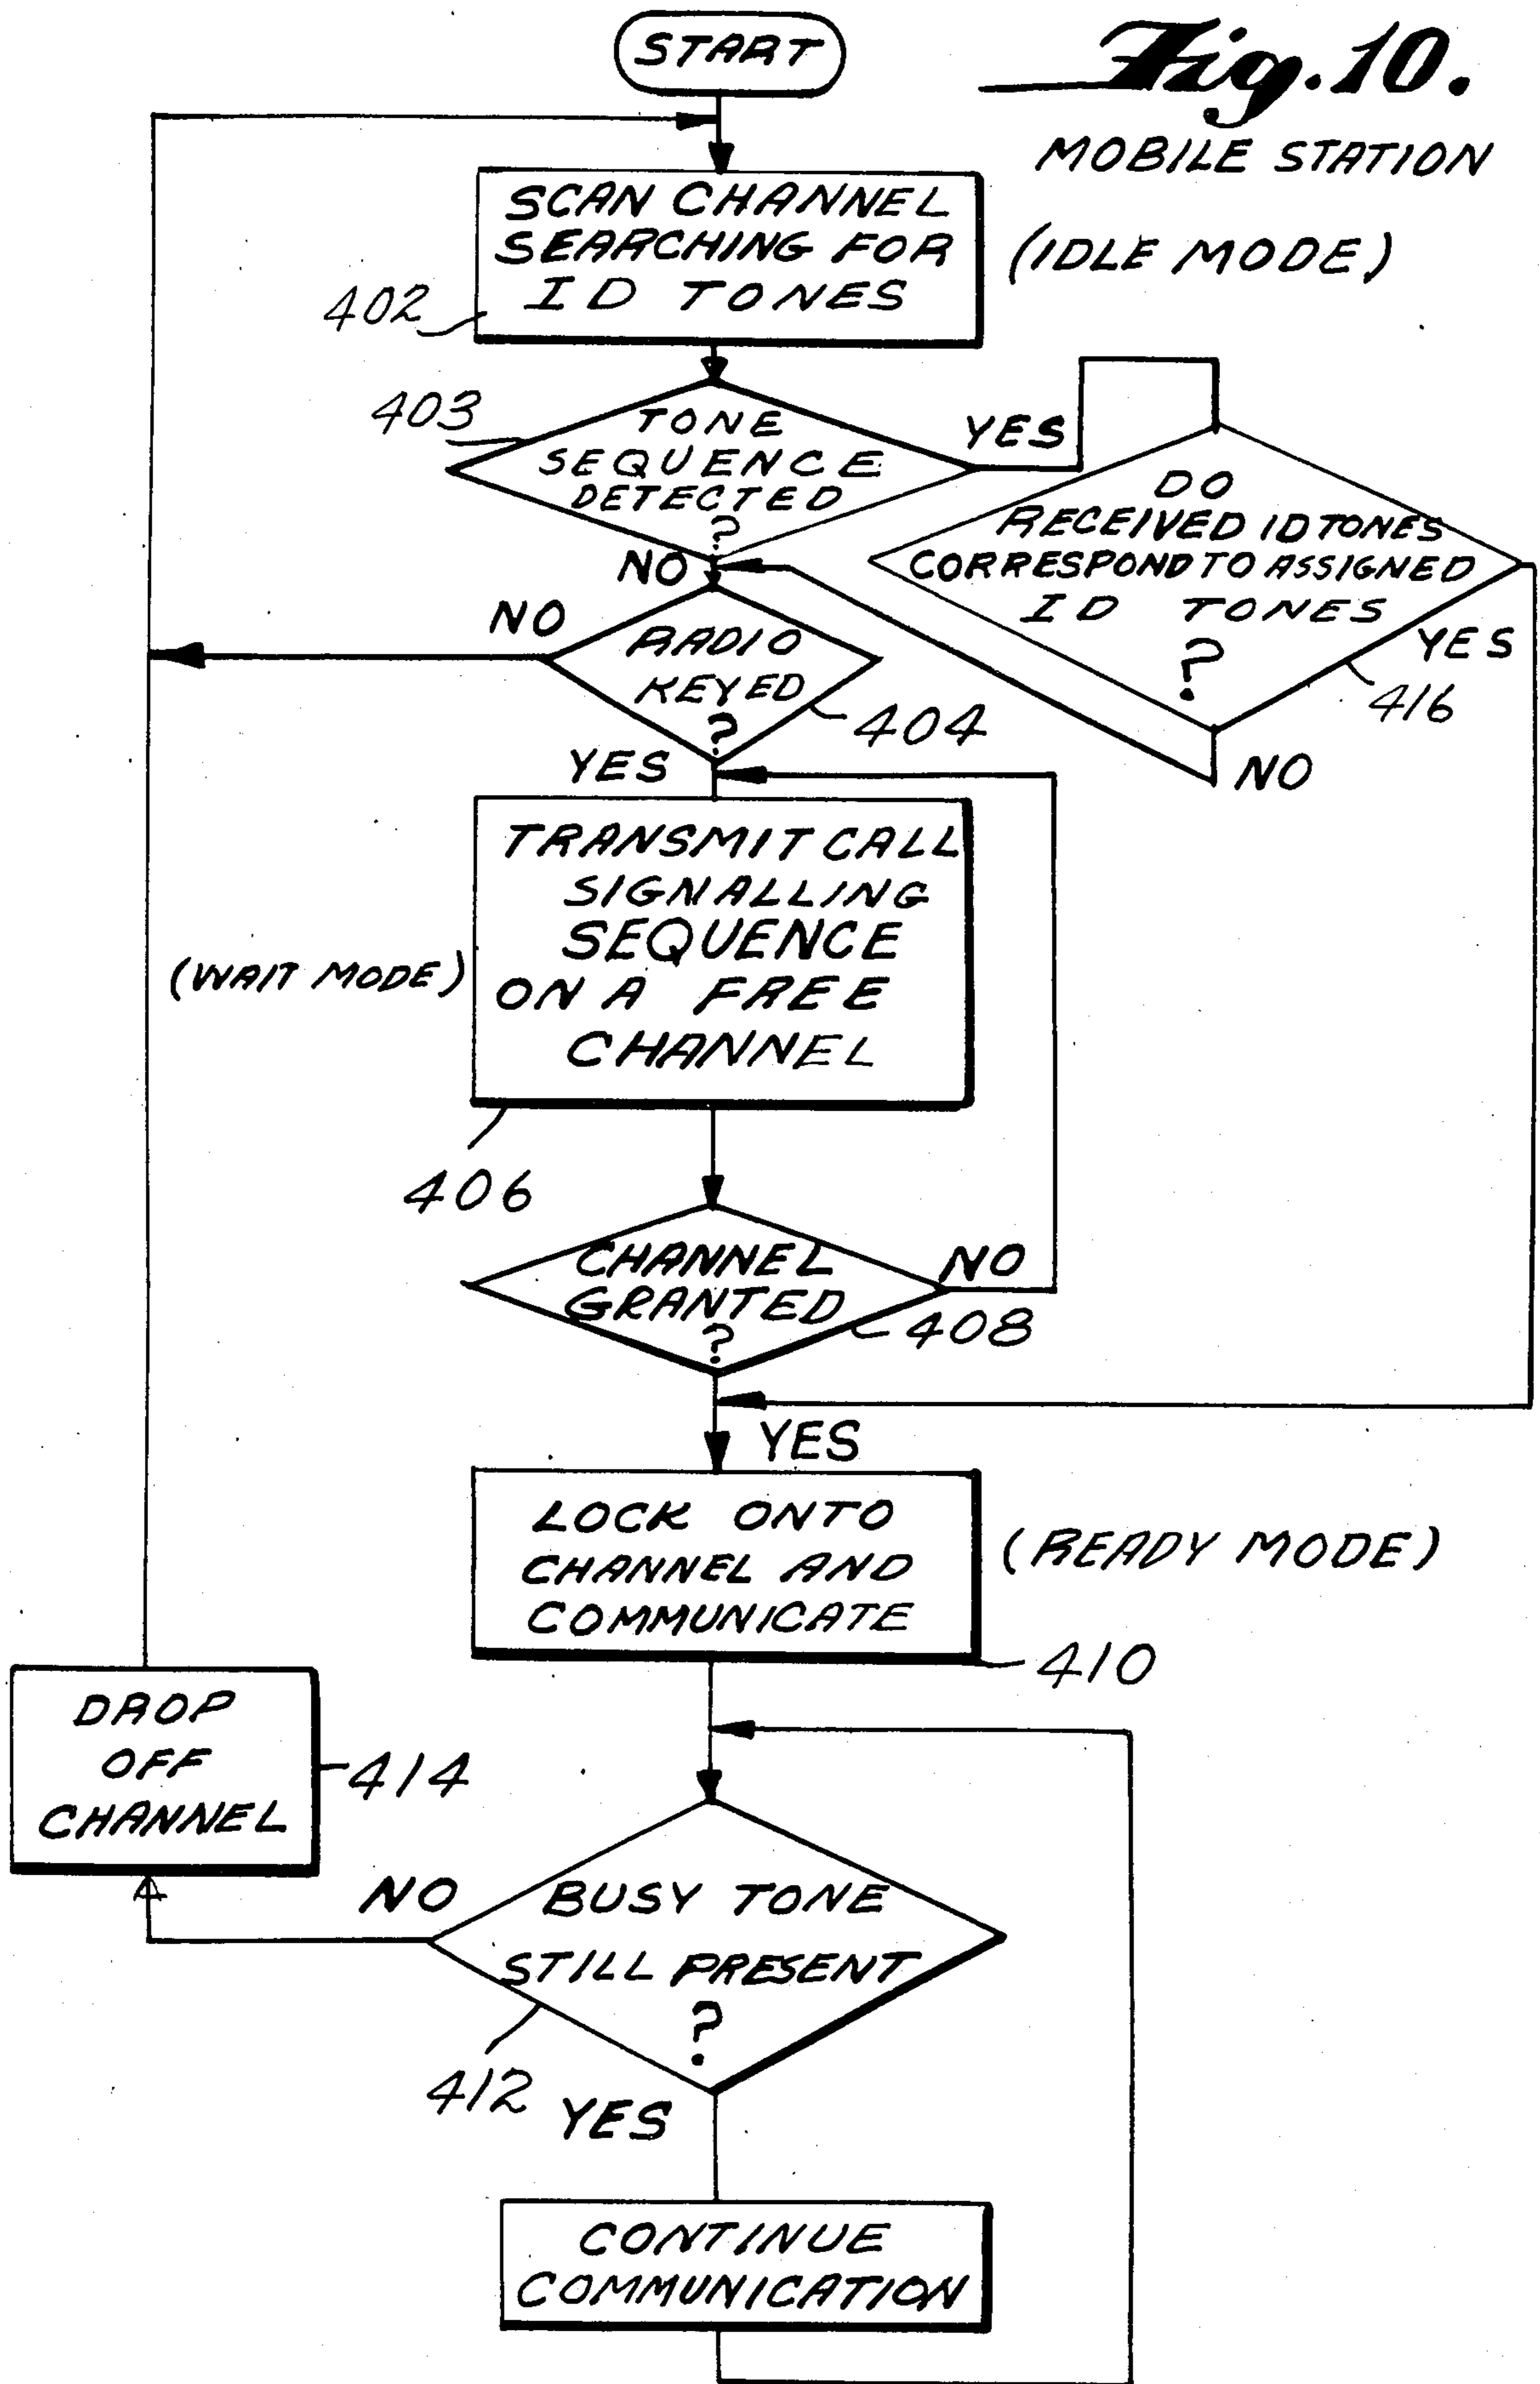 START
Fig. 10.
MOBILE STATION
SCAN CHANNEL
SEARCHING FOR
ID TONES
(IDLE MODE)
402
403
TONE
SEQUENCE
DETECTED
?
YES
DO
RECEIVED ID TONES
CORRESPOND TO ASSIGNED
ID TONES
?
YES
416
NO
NO
NO
RADIO
KEYED
?
404
YES
TRANSMIT CALL
SIGNALLING
SEQUENCE
ON A FREE
CHANNEL
(WAIT MODE)
406
CHANNEL
GRANTED
?
NO
408
YES
LOCK ONTO
CHANNEL AND
COMMUNICATE
(READY MODE)
410
DROP
OFF
CHANNEL
414
NO
BUSY TONE
STILL PRESENT
?
412
YES
CONTINUE
COMMUNICATION